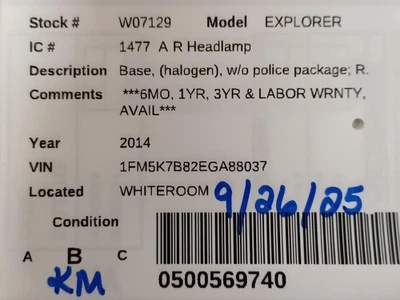 Stock # W07129 Model EXPLORER
IC # 1477 A R Headlamp
Description Base, (halogen), w/o police package; R.
Comments ***6MO, 1YR, 3YR & LABOR WRNTY,
AVAIL***
Year 2014
VIN 1FM5K7B82EGA88037
Located WHITEROOM 9/26/25
Condition
A B C
KM 0500569740